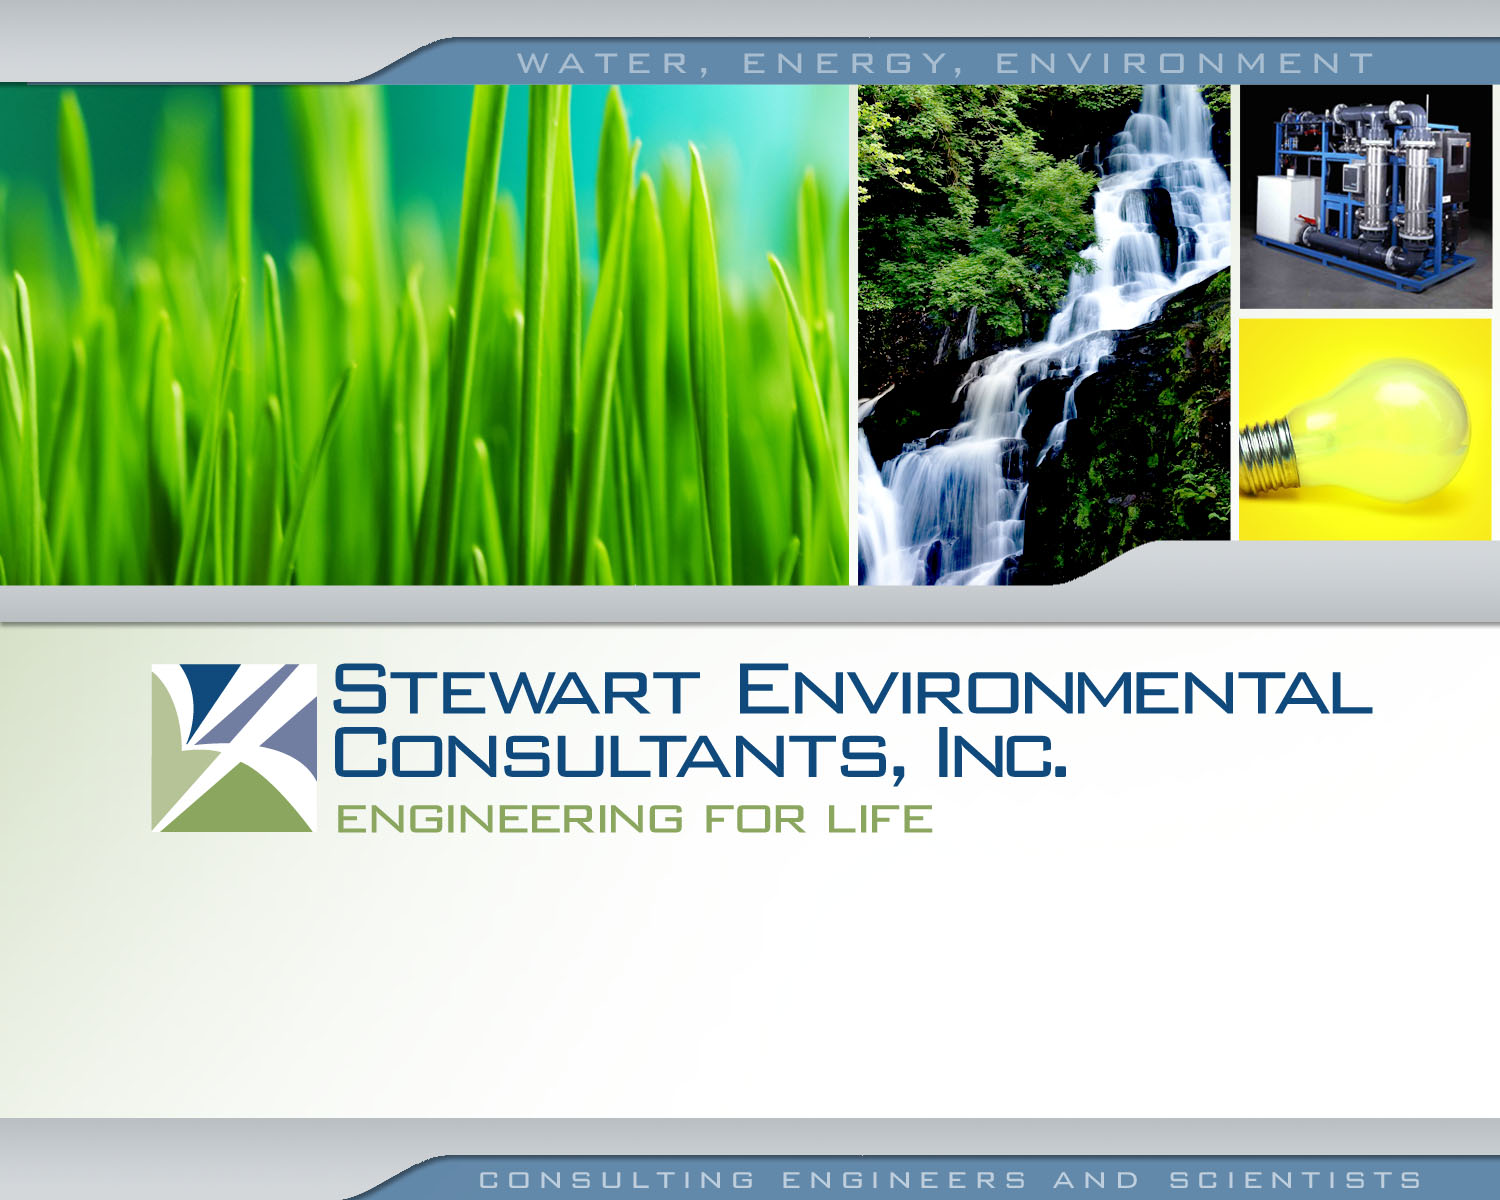 WATER, ENERGY, ENVIRONMENT
STEWART ENVIRONMENTAL
CONSULTANTS, INC.
ENGINEERING FOR LIFE
CONSULTING ENGINEERS AND SCIENTISTS